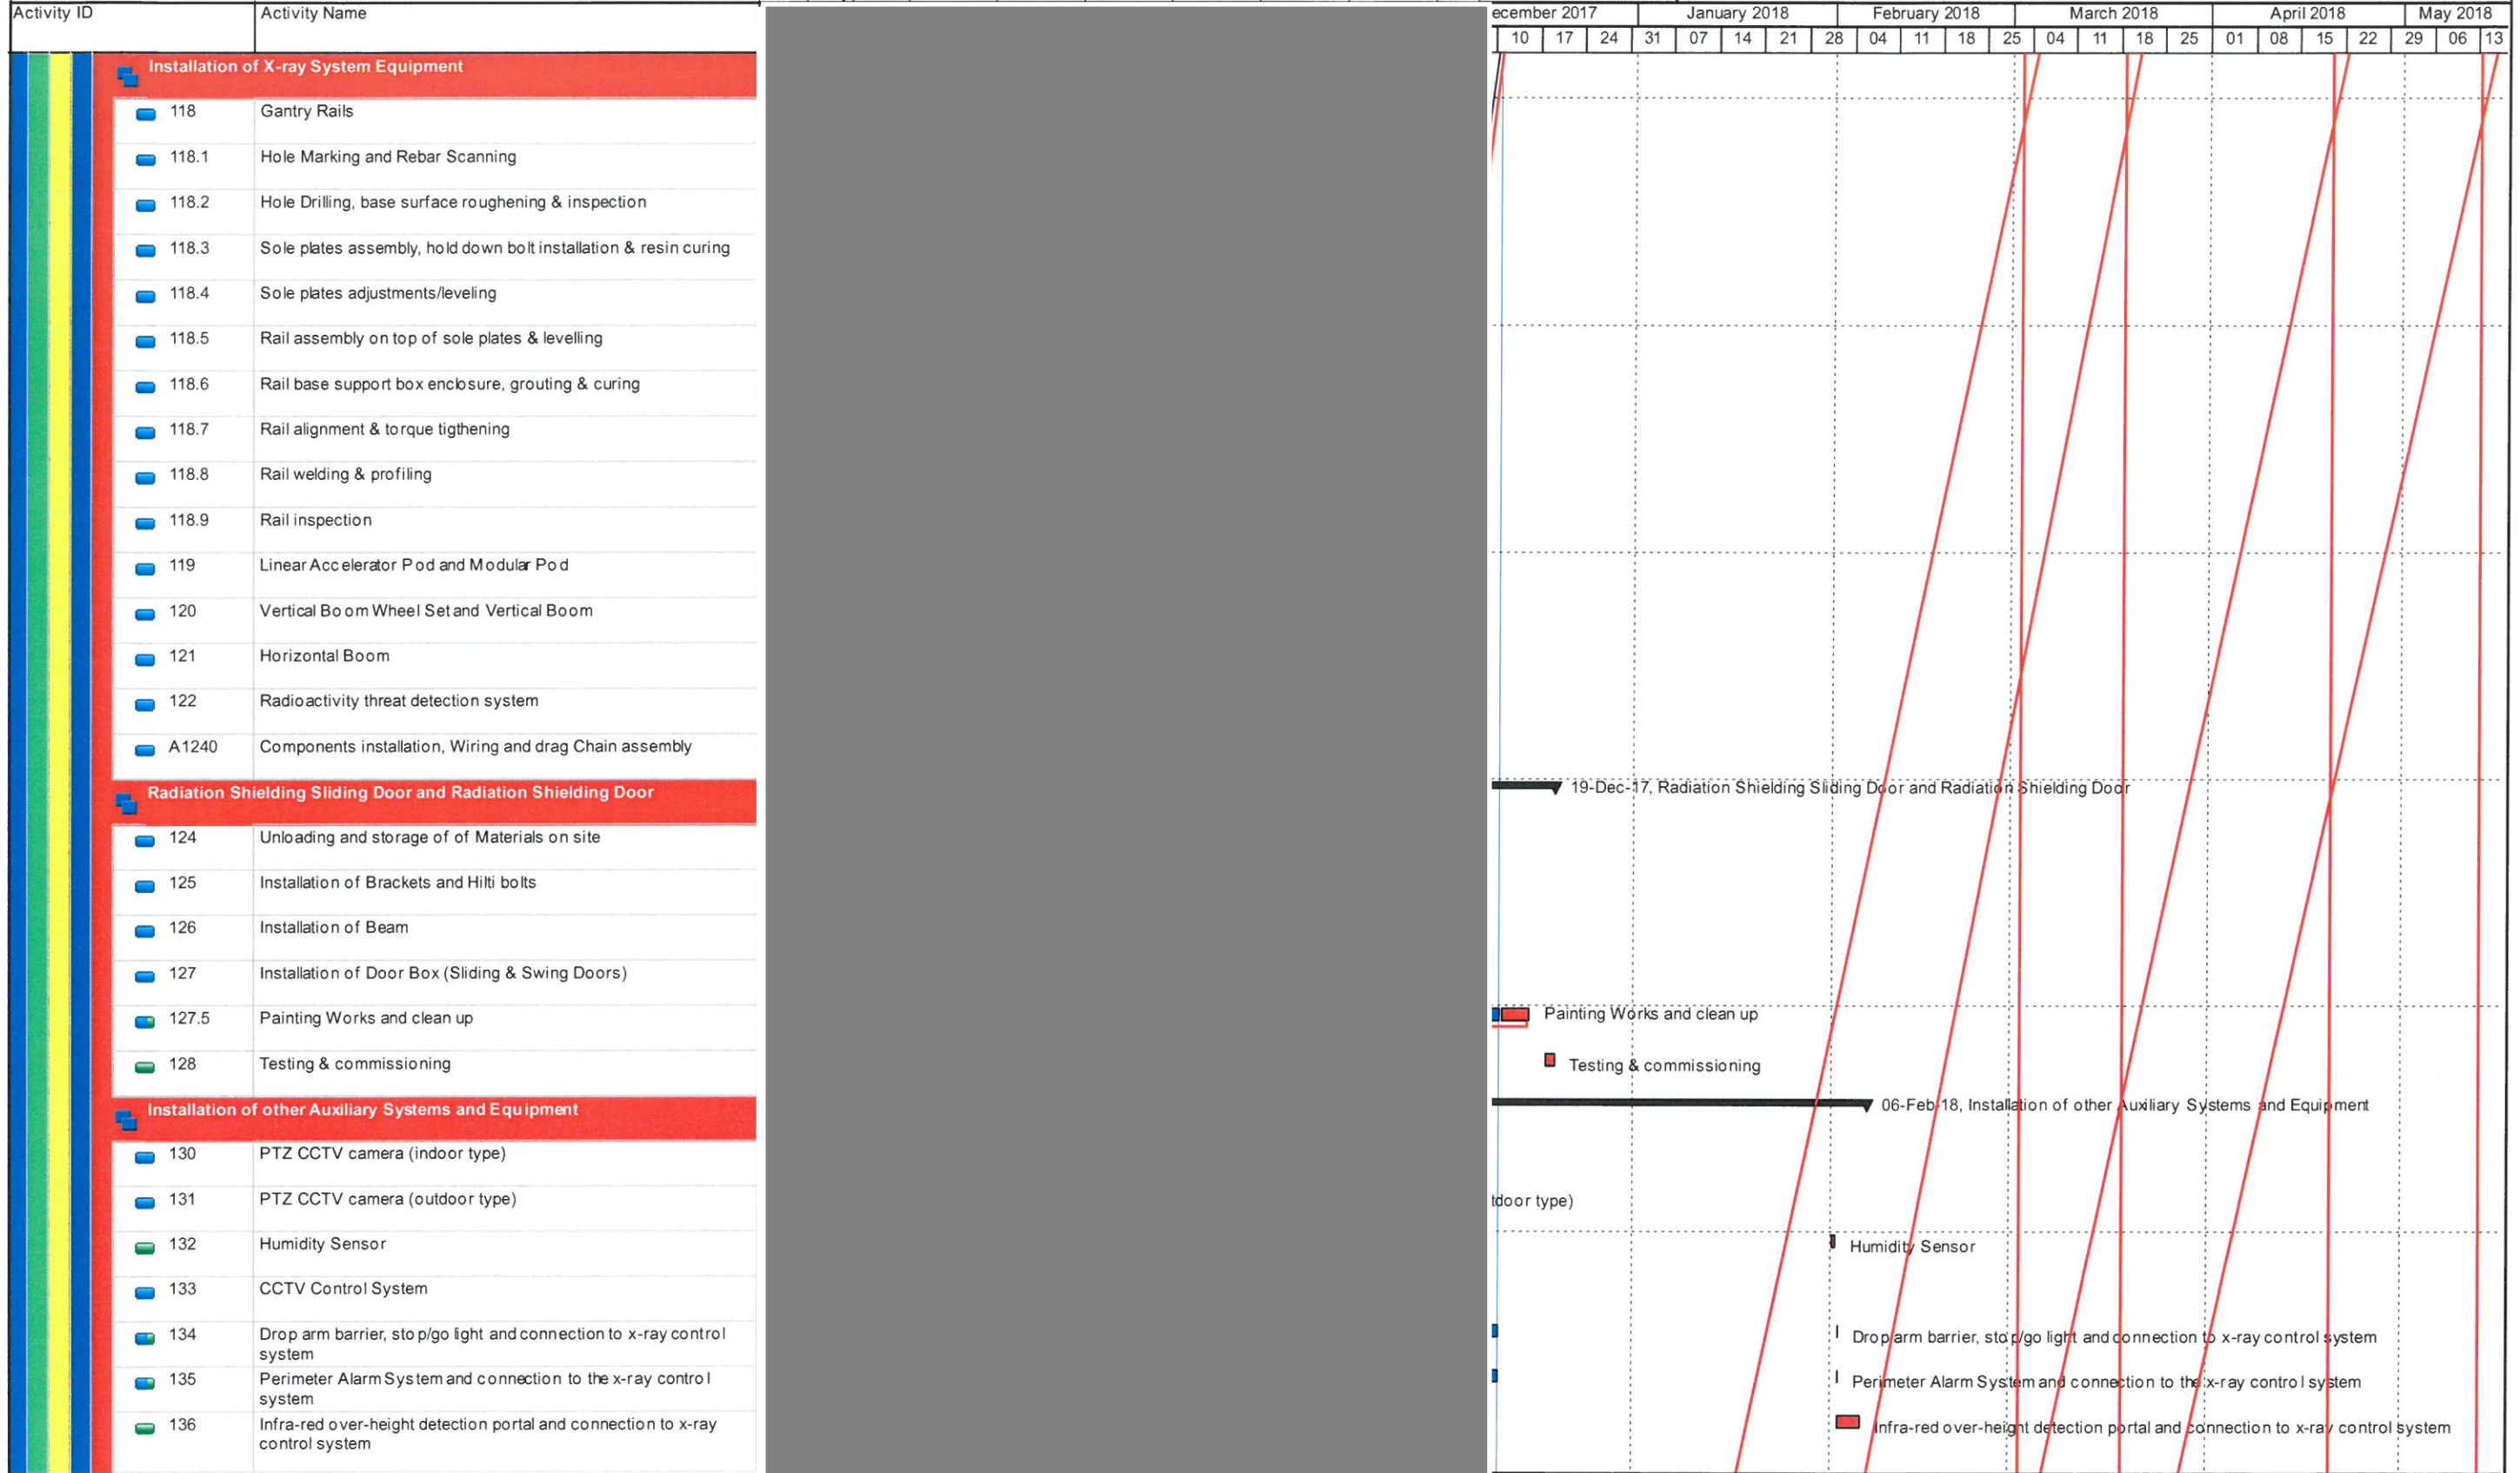 Activity ID Activity Name ecember 2017 January 2018 February 2018 March 2018 April 2018 May 2018
10 17 24 31 07 14 21 28 04 11 18 25 04 11 18 25 01 08 15 22 29 06 13
Installation of X-ray System Equipment
118 Gantry Rails
118.1 Hole Marking and Rebar Scanning
118.2 Hole Drilling, base surface roughening & inspection
118.3 Sole plates assembly, hold down bolt installation & resin curing
118.4 Sole plates adjustments/leveling
118.5 Rail assembly on top of sole plates & levelling
118.6 Rail base support box enclosure, grouting & curing
118.7 Rail alignment & torque tigthening
118.8 Rail welding & profiling
118.9 Rail inspection
119 Linear Accelerator Pod and Modular Pod
120 Vertical Boom Wheel Set and Vertical Boom
121 Horizontal Boom
122 Radioactivity threat detection system
A1240 Components installation, Wiring and drag Chain assembly
Radiation Shielding Sliding Door and Radiation Shielding Door 19-Dec-17, Radiation Shielding Sliding Door and Radiation Shielding Door
124 Unloading and storage of of Materials on site
125 Installation of Brackets and Hilti bolts
126 Installation of Beam
127 Installation of Door Box (Sliding & Swing Doors)
127.5 Painting Works and clean up Painting Works and clean up
128 Testing & commissioning Testing & commissioning
Installation of other Auxiliary Systems and Equipment 06-Feb-18, Installation of other Auxiliary Systems and Equipment
130 PTZ CCTV camera (indoor type)
131 PTZ CCTV camera (outdoor type) tdoor type)
132 Humidity Sensor Humidity Sensor
133 CCTV Control System
134 Drop arm barrier, stop/go light and connection to x-ray control Drop arm barrier, stop/go light and connection to x-ray control system
system
135 Perimeter Alarm System and connection to the x-ray control Perimeter Alarm System and connection to the x-ray control system
system
136 Infra-red over-height detection portal and connection to x-ray Infra-red over-height detection portal and connection to x-ray control system
control system